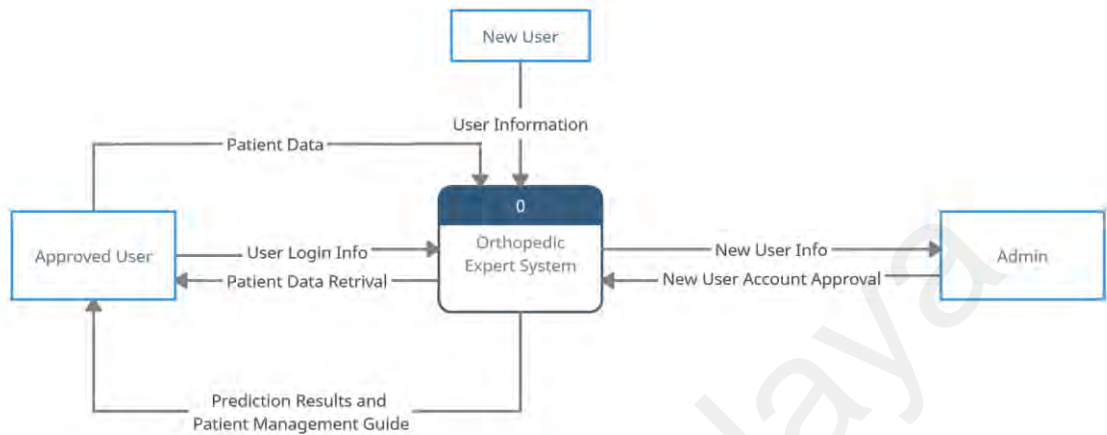 New User
User Information
Patient Data
0
Orthopedic
Expert System
Approved User
User Login Info
Patient Data Retrival
New User Info
New User Account Approval
Admin
Prediction Results and
Patient Management Guide
laya